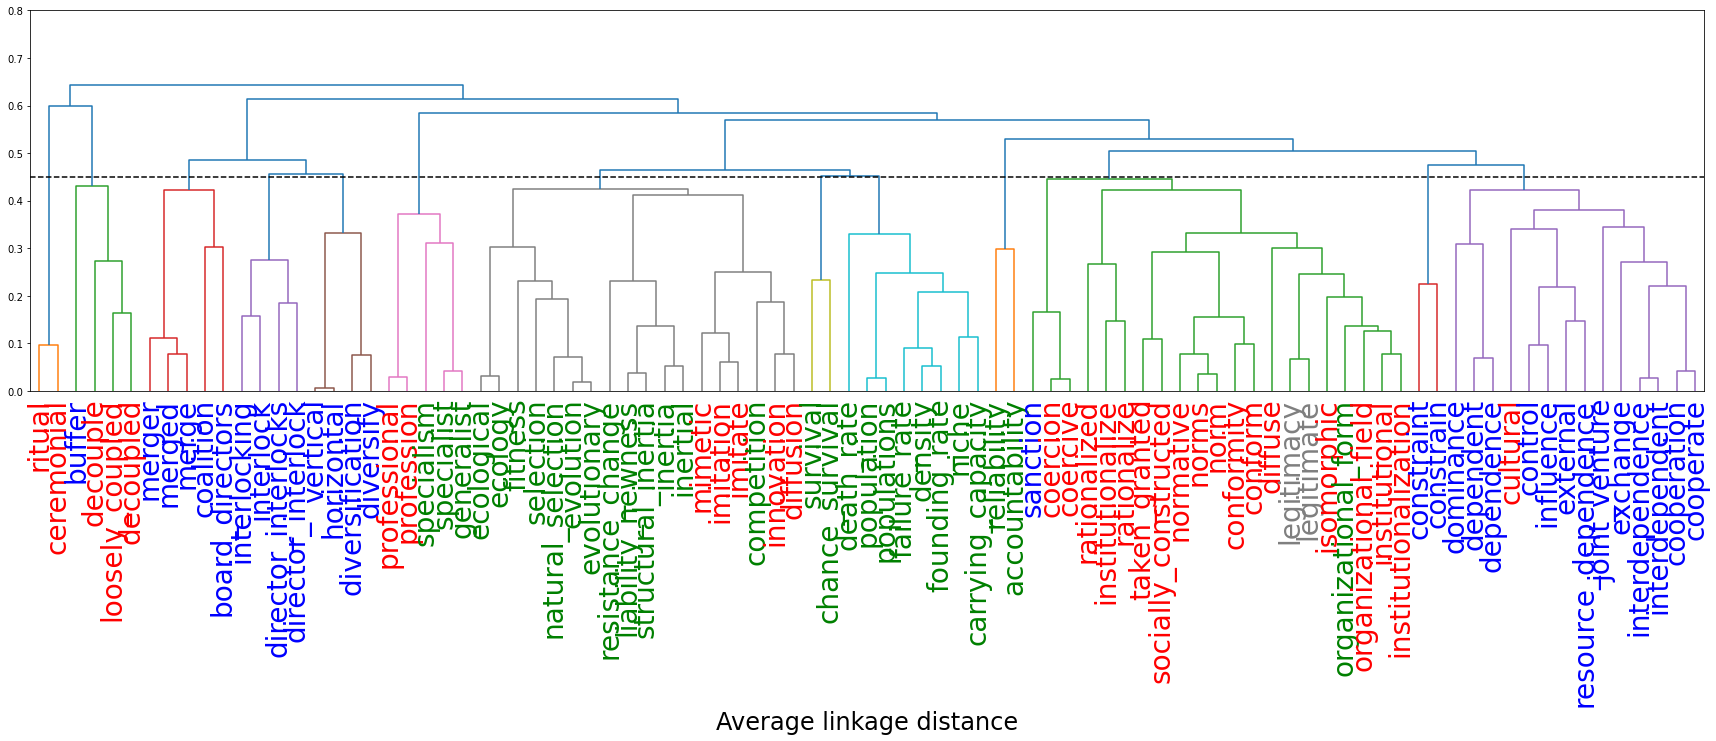 0.8
0.7
0.6
0.5
0.4
0.3
0.2
0.1
0.0
ritual
ceremonial
buffer
decouple
loosely_coupled
decoupled
merger
merged
merge
coalition
board_directors
interlocking
interlock
director_interlocks
director_interlock
vertical
horizontal
diversification
diversify
professional
profession
specialism
specialist
generalist
ecological
ecology
fitness
selection
natural_selection
evolution
evolutionary
resistance_change
liability_newness
structural_inertia
inertia
inertial
mimetic
imitation
imitate
competition
innovation
diffusion
survival
chance_survival
death_rate
population
populations
failure_rate
density
founding_rate
niche
carrying_capacity
reliability
accountability
sanction
coercion
coercive
rationalized
institutionalize
rationalize
taken_granted
socially_constructed
normative
norms
norm
conformity
conform
diffuse
legitimacy
legitimate
isomorphic
organizational_form
organizational_field
institutional
institutionalization
constraint
constrain
dominance
dependent
dependence
cultural
control
influence
external
resource_dependence
joint_venture
exchange
interdependence
interdependent
cooperation
cooperate
Average linkage distance